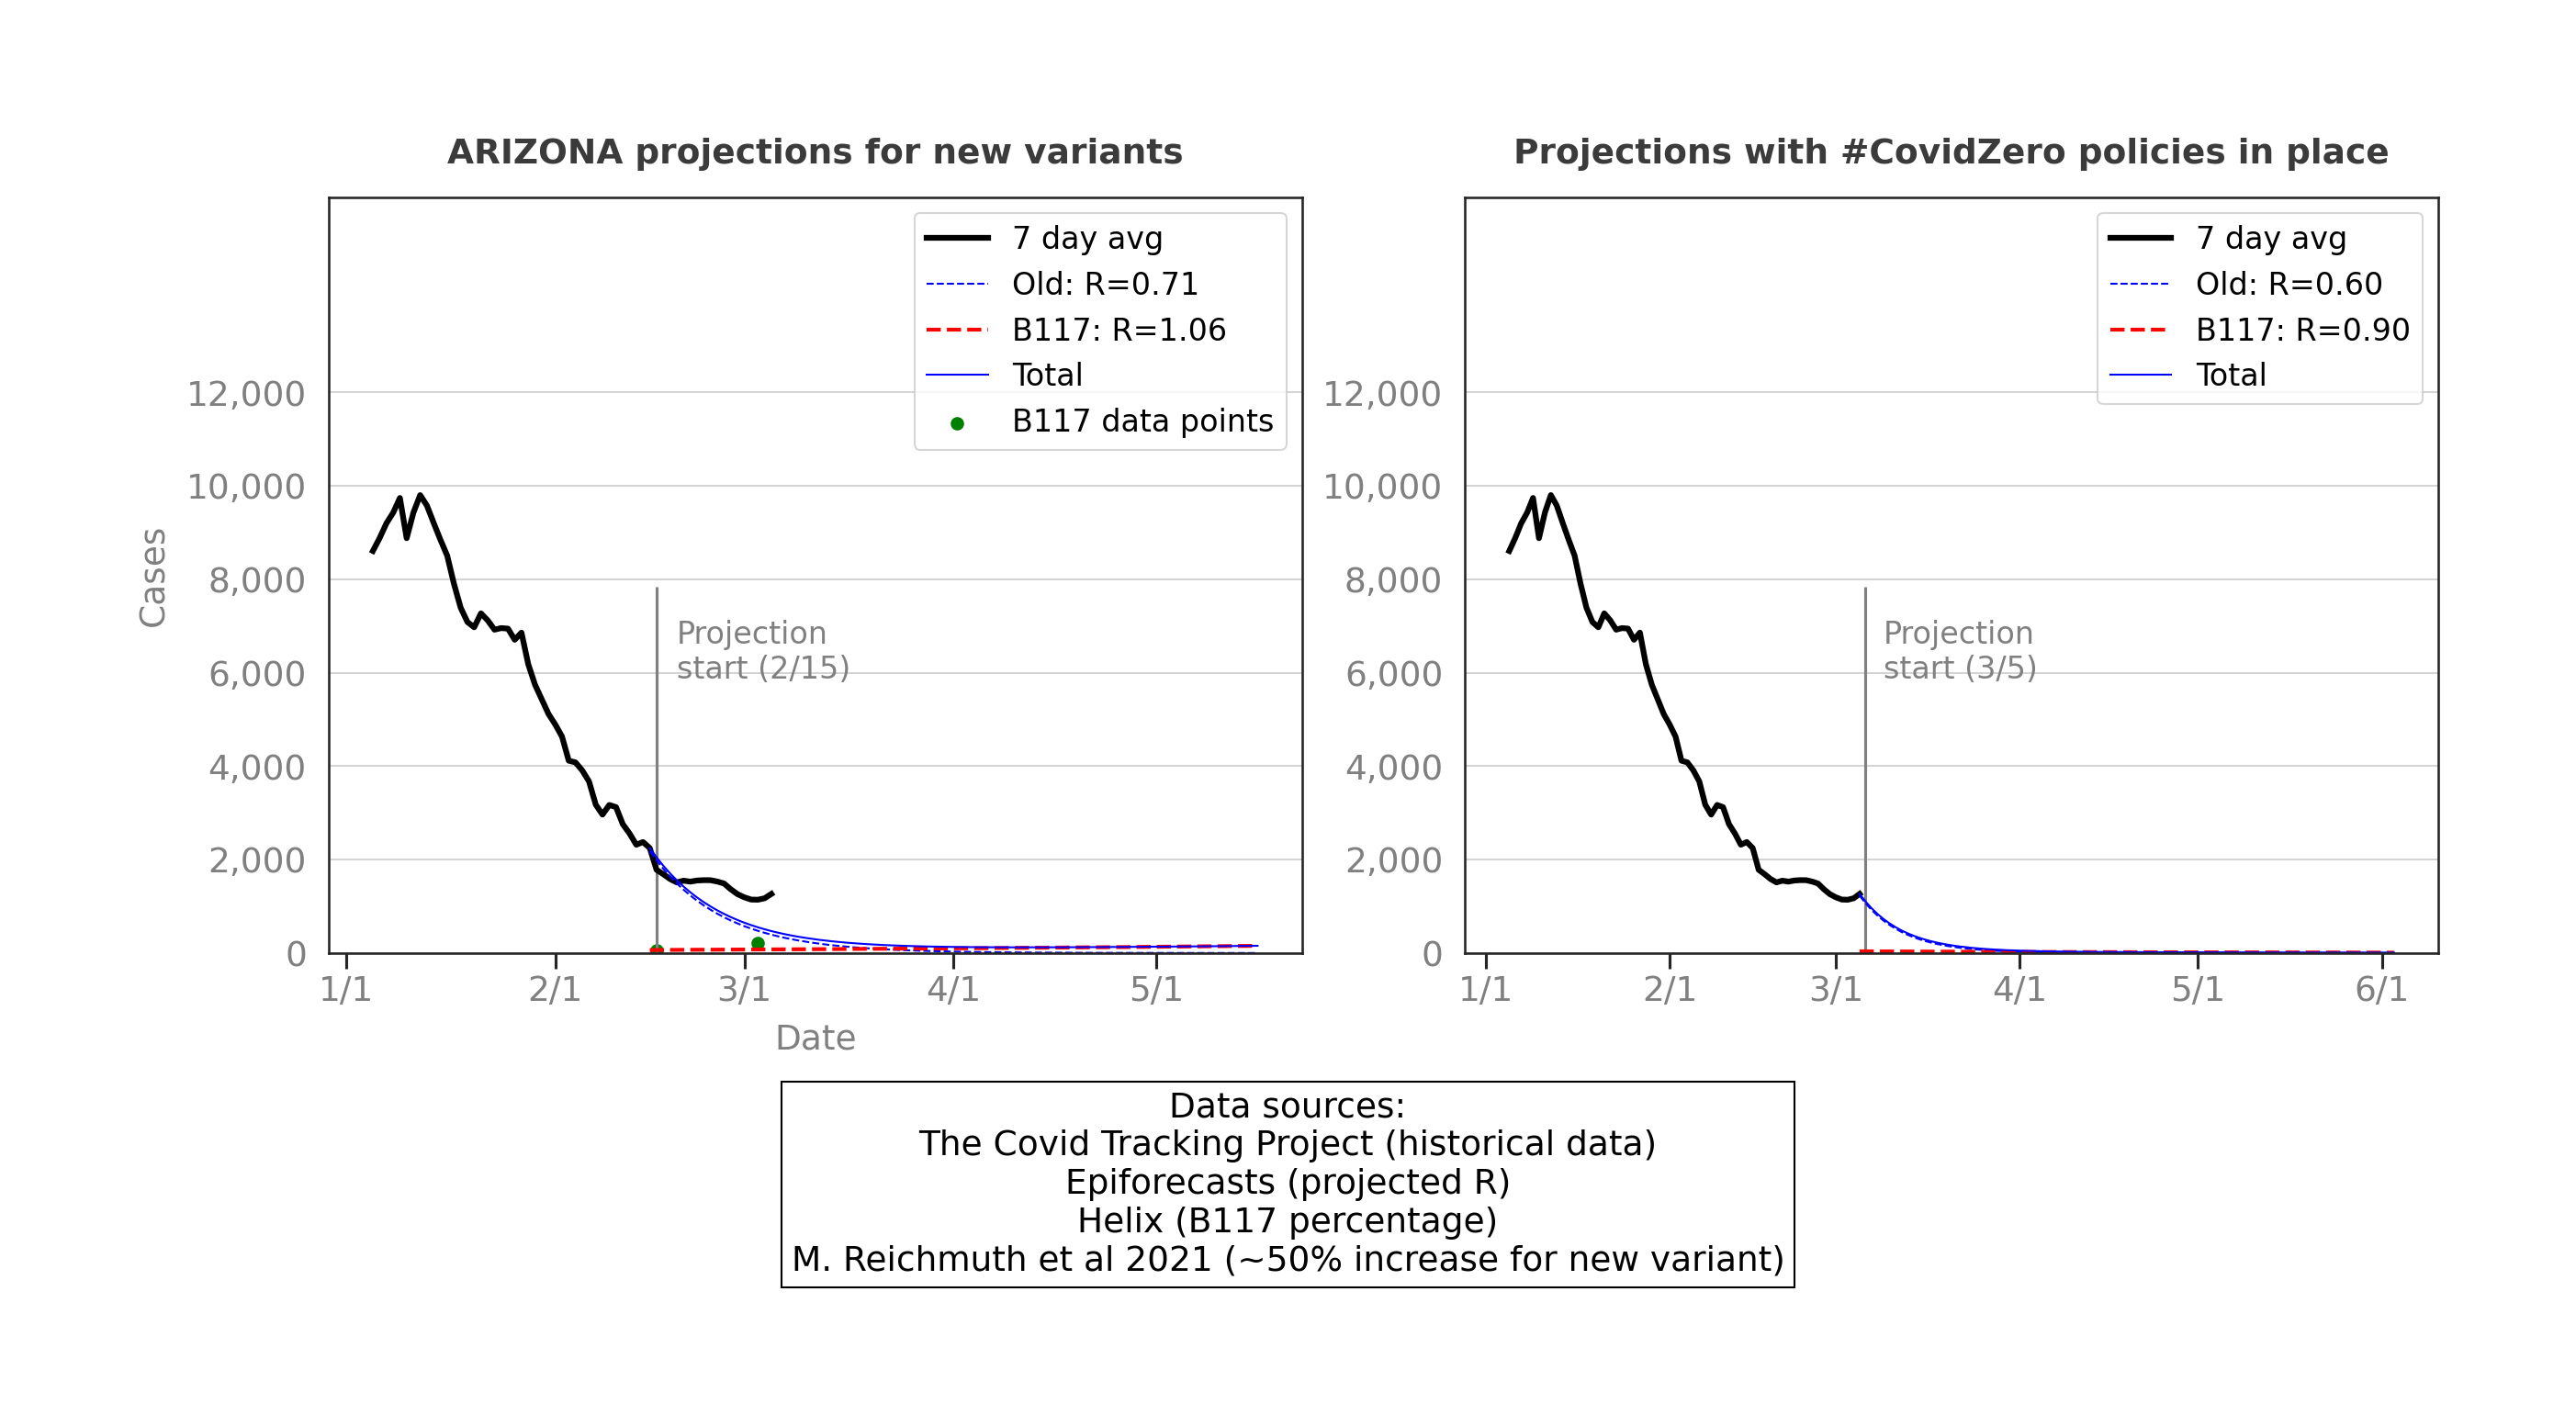 ARIZONA projections for new variants
7 day avg
Old: R=0.71
B117: R=1.06
Total
B117 data points
12,000
10,000
8,000
6,000
4,000
2,000
0
Cases
Projection
start (2/15)
1/1
2/1
3/1
4/1
5/1
Date
Projections with #CovidZero policies in place
7 day avg
Old: R=0.60
B117: R=0.90
Total
12,000
10,000
8,000
6,000
4,000
2,000
0
Projection
start (3/5)
1/1
2/1
3/1
4/1
5/1
6/1
Data sources:
The Covid Tracking Project (historical data)
Epiforecasts (projected R)
Helix (B117 percentage)
M. Reichmuth et al 2021 (~50% increase for new variant)